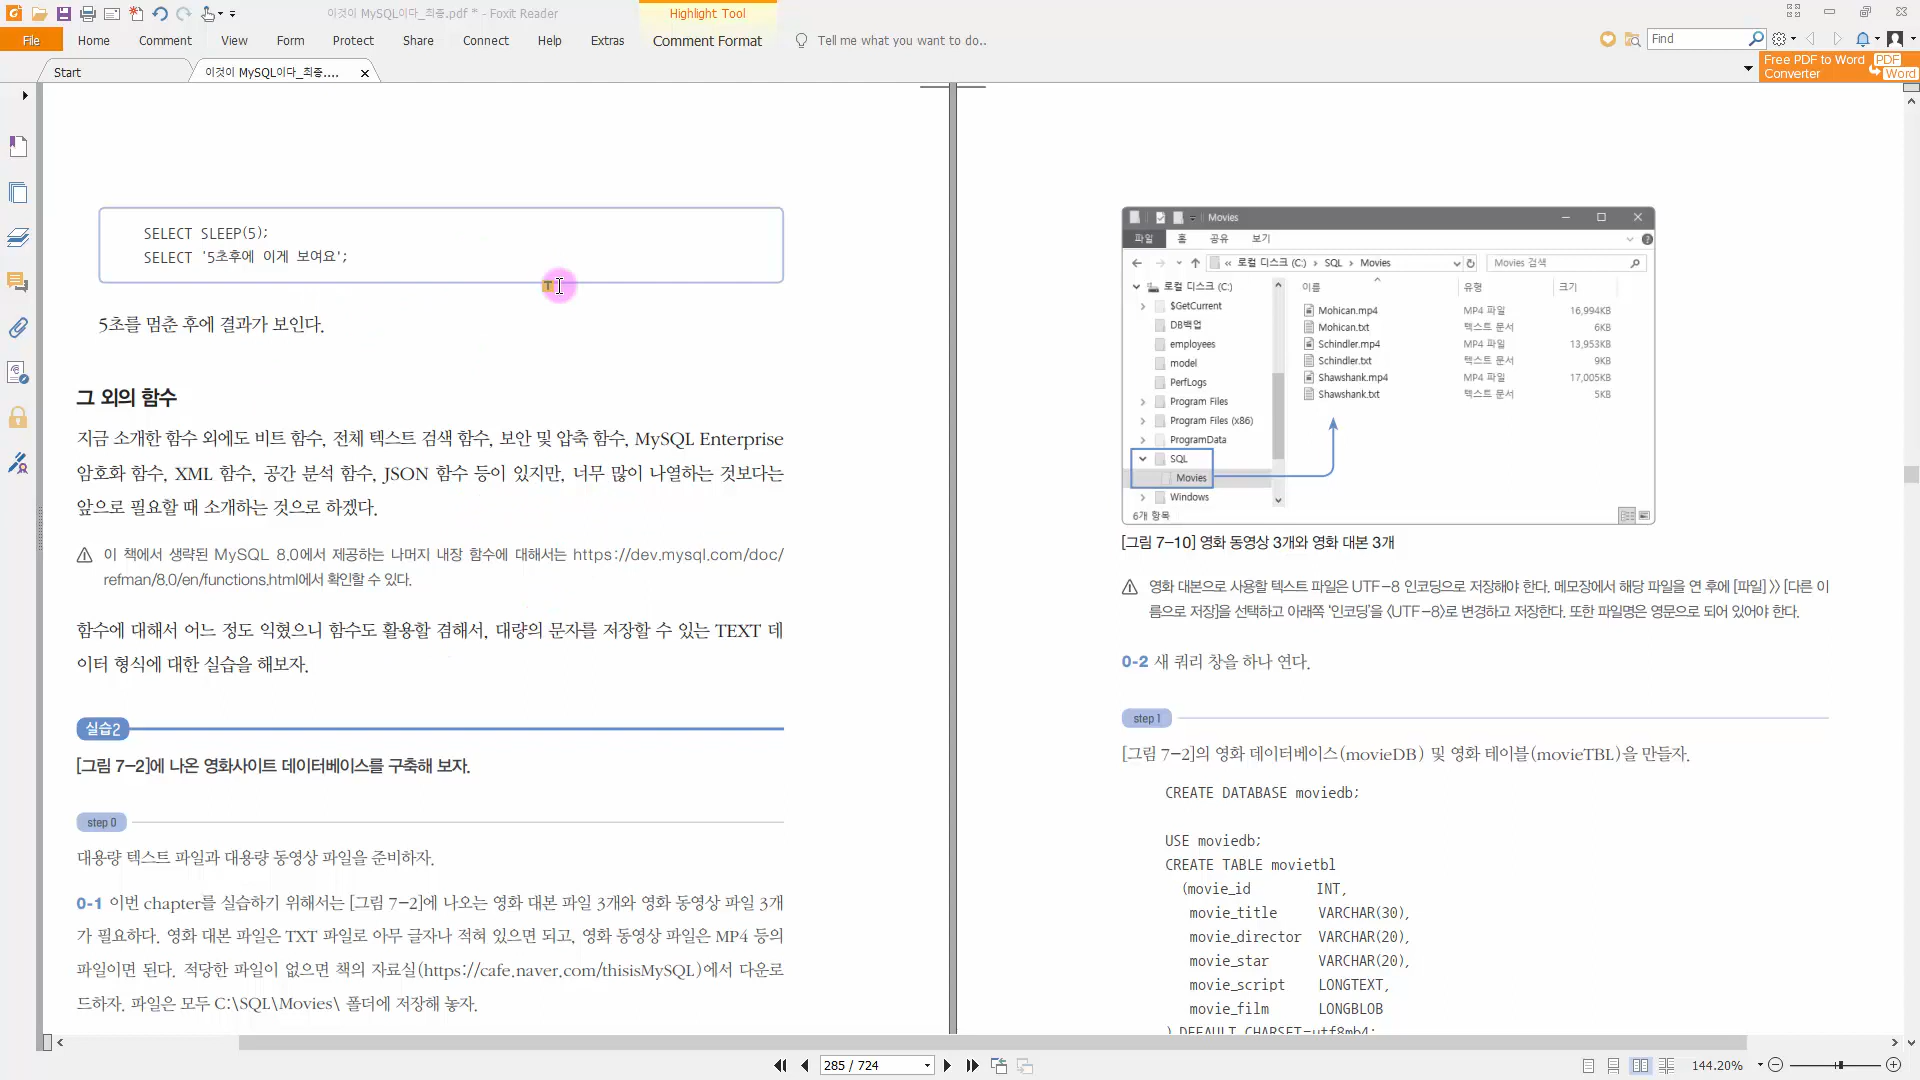 이것이 MySQL이다_최종.pdf * - Foxit Reader
Highlight Tool
File
Home
Comment
View
Form
Protect
Share
Connect
Help
Extras
Comment Format
Tell me what you want to do..
Find
Start
이것이 MySQL이다_최종....
Free PDF to Word
Converter
PDF
Word
SELECT SLEEP(5);
SELECT '5초후에 이게 보여요';
5초를 멈춘 후에 결과가 보인다.
그 외의 함수
지금 소개한 함수 외에도 비트 함수, 전체 텍스트 검색 함수, 보안 및 압축 함수, MySQL Enterprise
암호화 함수, XML 함수, 공간 분석 함수, JSON 함수 등이 있지만, 너무 많이 나열하는 것보다는
앞으로 필요할 때 소개하는 것으로 하겠다.
이 책에서 생략된 MySQL 8.0에서 제공하는 나머지 내장 함수에 대해서는 https://dev.mysql.com/doc/
refman/8.0/en/functions.html에서 확인할 수 있다.
함수에 대해서 어느 정도 익혔으니 함수도 활용할 겸해서, 대량의 문자를 저장할 수 있는 TEXT 데
이터 형식에 대한 실습을 해보자.
실습2
[그림 7-2]에 나온 영화사이트 데이터베이스를 구축해 보자.
step 0
대용량 텍스트 파일과 대용량 동영상 파일을 준비하자.
0-1 이번 chapter를 실습하기 위해서는 [그림 7-2]에 나오는 영화 대본 파일 3개와 영화 동영상 파일 3개
가 필요하다. 영화 대본 파일은 TXT 파일로 아무 글자나 적혀 있으면 되고, 영화 동영상 파일은 MP4 등의
파일이면 된다. 적당한 파일이 없으면 책의 자료실(https://cafe.naver.com/thisisMySQL)에서 다운로
드하자. 파일은 모두 C:\SQL\Movies\ 폴더에 저장해 놓자.
Movies
파일
홈
공유
보기
« 로컬 디스크 (C:) > SQL > Movies
Movies 검색
로컬 디스크 (C:)
$GetCurrent
DB백업
employees
model
PerfLogs
Program Files
Program Files (x86)
ProgramData
SQL
Movies
Windows
이름 유형 크기
Mohican.mp4 MP4 파일 16,994KB
Mohican.txt 텍스트 문서 6KB
Schindler.mp4 MP4 파일 13,953KB
Schindler.txt 텍스트 문서 9KB
Shawshank.mp4 MP4 파일 17,005KB
Shawshank.txt 텍스트 문서 5KB
6개 항목
[그림 7-10] 영화 동영상 3개와 영화 대본 3개
영화 대본으로 사용할 텍스트 파일은 UTF-8 인코딩으로 저장해야 한다. 메모장에서 해당 파일을 연 후에 [파일] >> [다른 이
름으로 저장]을 선택하고 아래쪽 '인코딩'을 <UTF-8>로 변경하고 저장한다. 또한 파일명은 영문으로 되어 있어야 한다.
0-2 새 쿼리 창을 하나 연다.
step 1
[그림 7-2]의 영화 데이터베이스(movieDB) 및 영화 테이블(movieTBL)을 만들자.
CREATE DATABASE moviedb;
USE moviedb;
CREATE TABLE movietbl
(movie_id INT,
movie_title VARCHAR(30),
movie_director VARCHAR(20),
movie_star VARCHAR(20),
movie_script LONGTEXT,
movie_film LONGBLOB
) DEFAULT CHARSET=utf8mb4;
285 / 724
144.20%